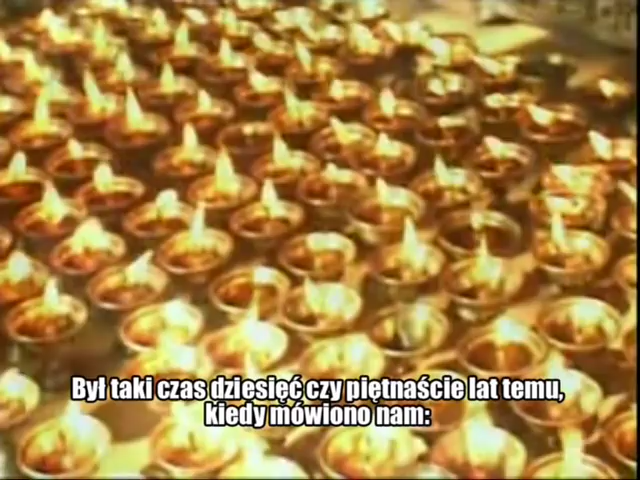 Był taki czas dziesięć czy piętnaście lat temu,
kiedy mówiono nam: